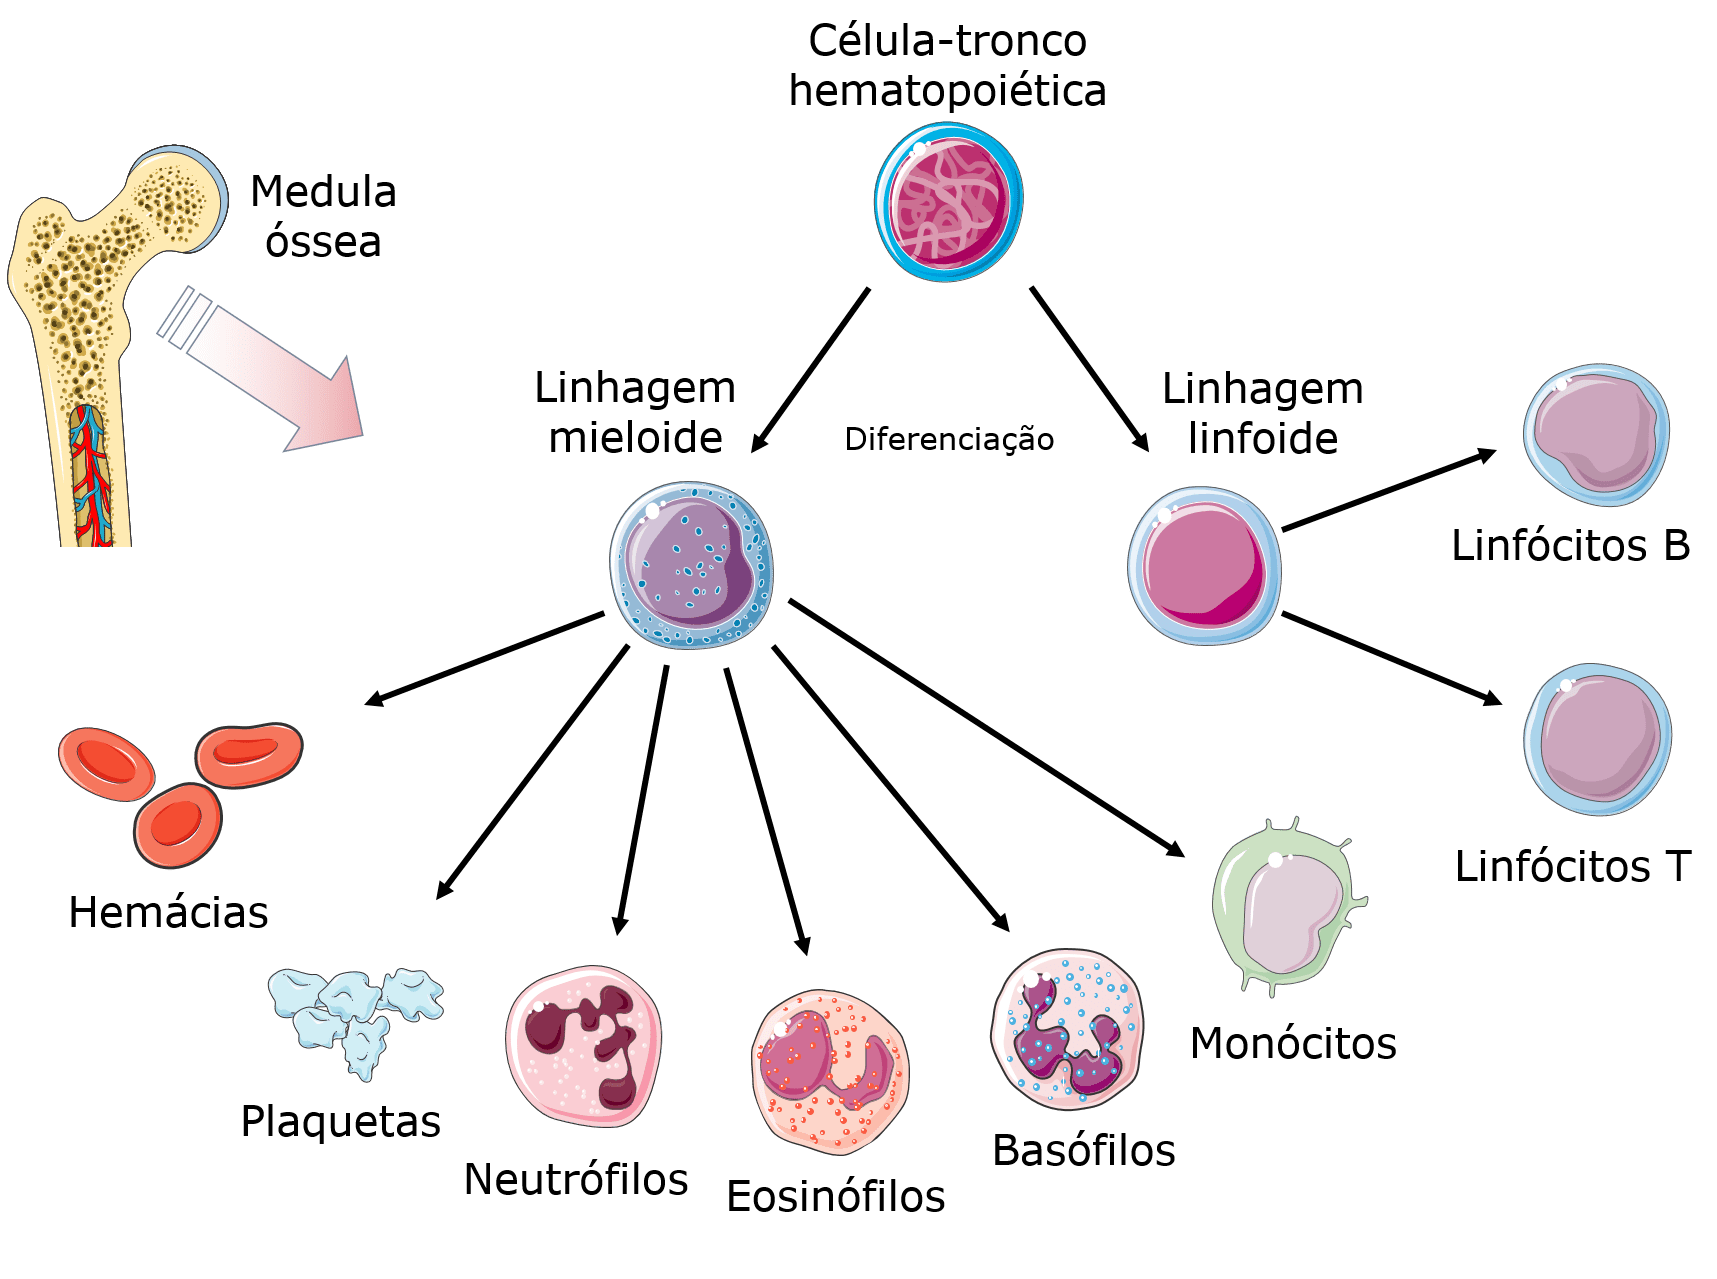 Célula-tronco
hematopoiética
Medula
óssea
Linhagem
mieloide
Diferenciação
Linhagem
linfoide
Linfócitos B
Linfócitos T
Hemácias
Plaquetas
Neutrófilos
Eosinófilos
Basófilos
Monócitos